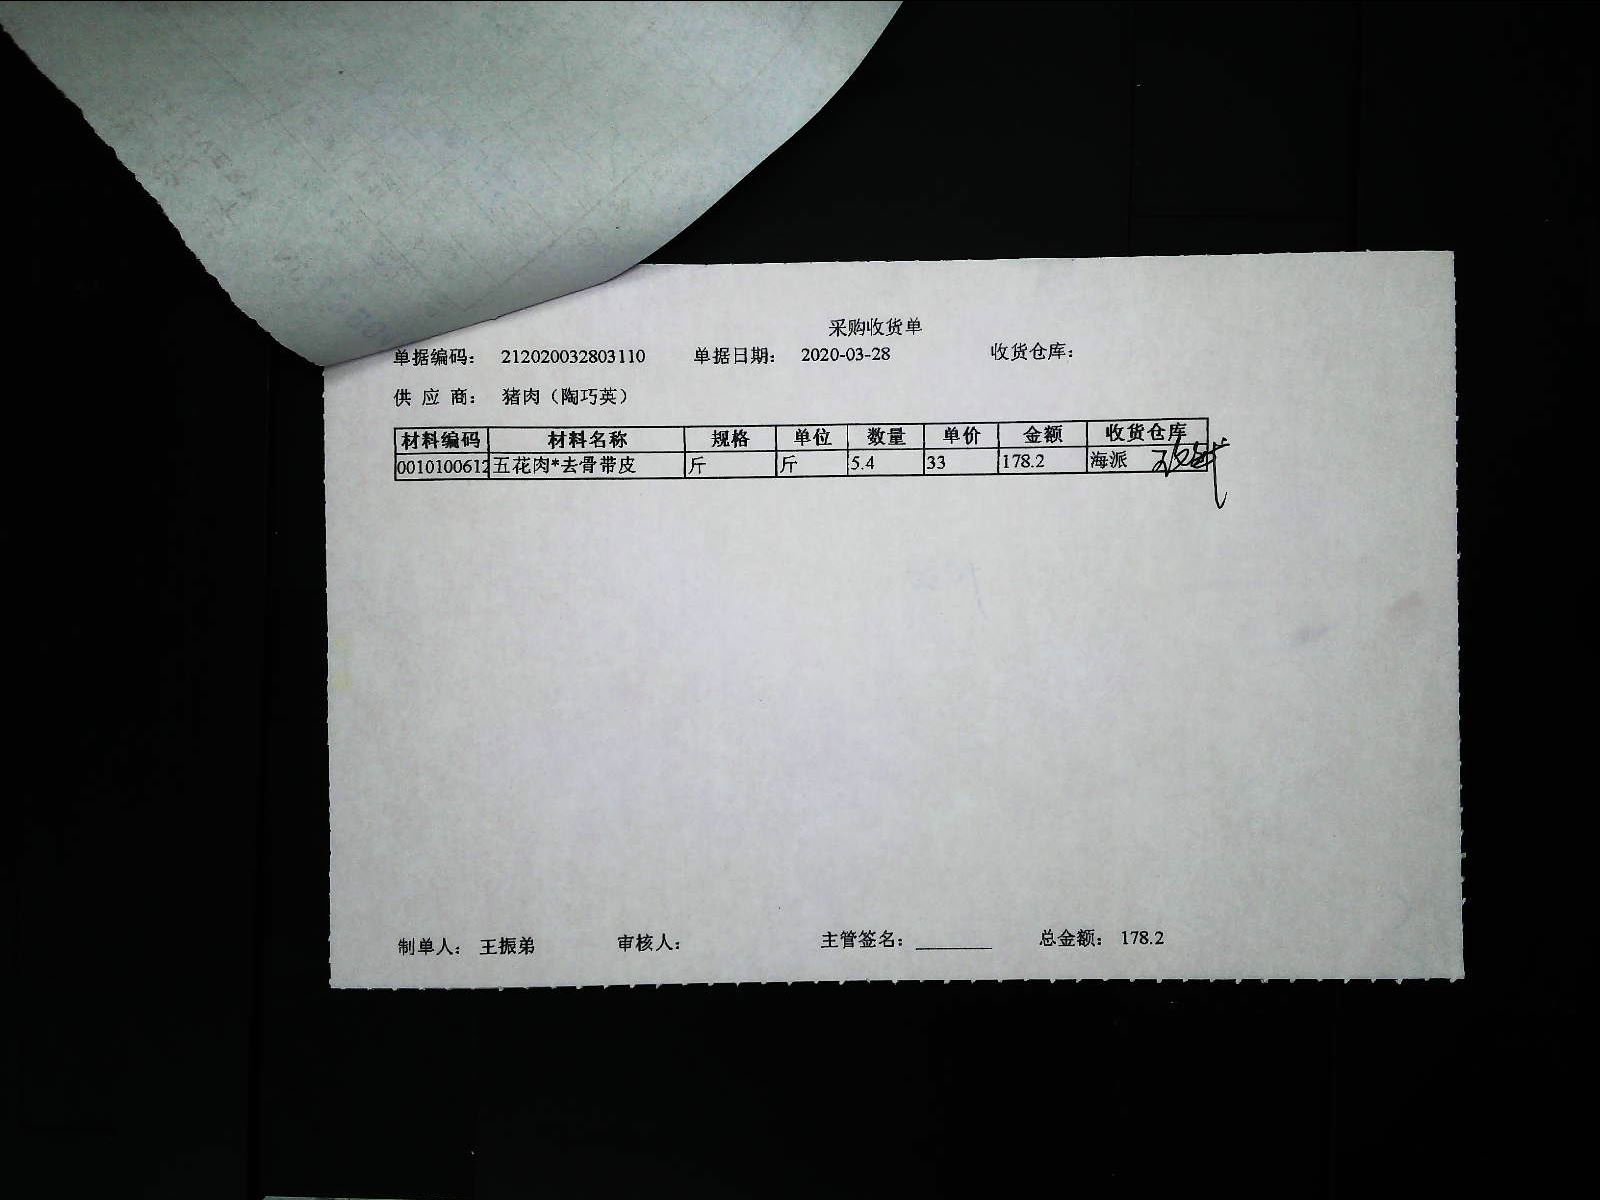 采购收货单
单据编码： 212020032803110 单据日期： 2020-03-28 收货仓库：
供 应 商： 猪肉（陶巧英）
材料编码 材料名称 规格 单位 数量 单价 金额 收货仓库
0010100612 五花肉*去骨带皮 斤 斤 5.4 33 178.2 海派
制单人： 王振弟 审核人： 主管签名： ________ 总金额： 178.2